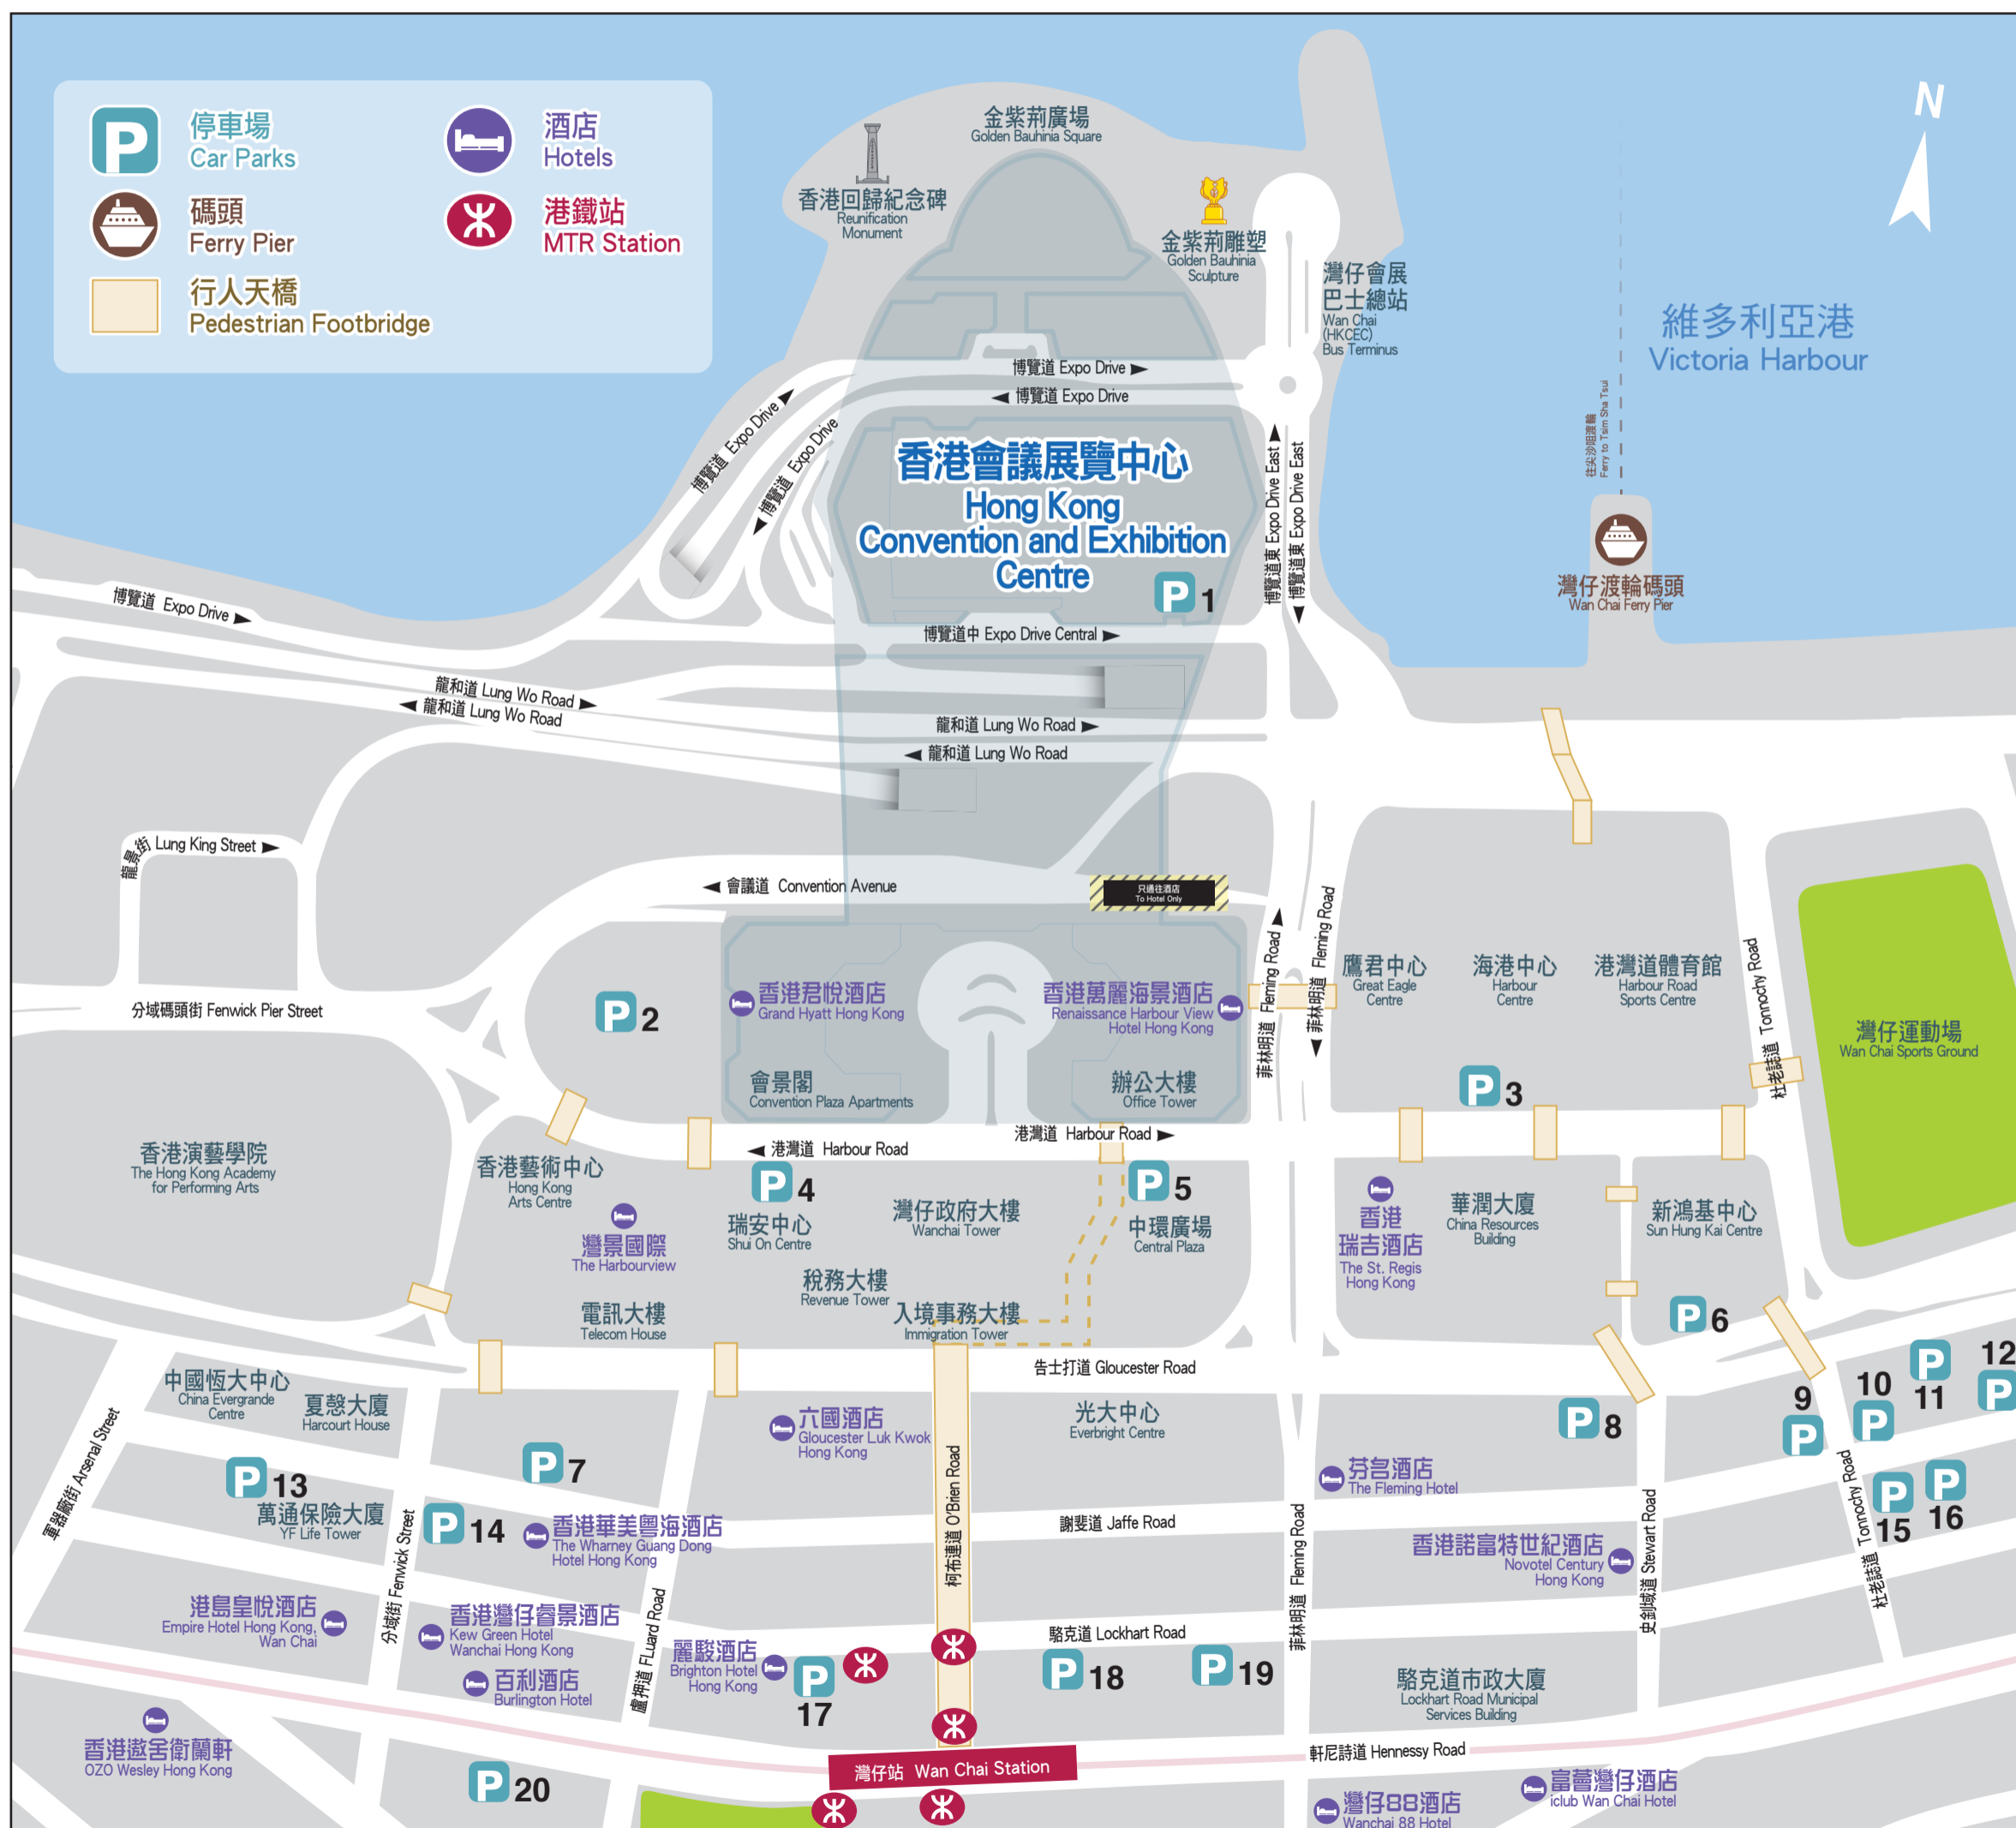 停車場
Car Parks
酒店
Hotels
碼頭
Ferry Pier
港鐵站
MTR Station
行人天橋
Pedestrian Footbridge
N
金紫荊廣場
Golden Bauhinia Square
香港回歸紀念碑
Reunification
Monument
金紫荊雕塑
Golden Bauhinia
Sculpture
灣仔會展
巴士總站
Wan Chai
(HKCEC)
Bus Terminus
維多利亞港
Victoria Harbour
往尖沙咀渡輪
Ferry to Tsim Sha Tsui
灣仔渡輪碼頭
Wan Chai Ferry Pier
博覽道 Expo Drive
博覽道 Expo Drive
博覽道 Expo Drive
博覽道 Expo Drive
博覽道東 Expo Drive East
博覽道東 Expo Drive East
香港會議展覽中心
Hong Kong
Convention and Exhibition
Centre
P 1
博覽道 Expo Drive
博覽道中 Expo Drive Central
龍和道 Lung Wo Road
龍和道 Lung Wo Road
龍和道 Lung Wo Road
龍和道 Lung Wo Road
龍景街 Lung King Street
會議道 Convention Avenue
只通往酒店
To Hotel Only
菲林明道 Fleming Road
菲林明道 Fleming Road
鷹君中心
Great Eagle
Centre
海港中心
Harbour
Centre
港灣道體育館
Harbour Road
Sports Centre
杜老誌道 Tonnochy Road
灣仔運動場
Wan Chai Sports Ground
分域碼頭街 Fenwick Pier Street
P 2
香港君悅酒店
Grand Hyatt Hong Kong
香港萬麗海景酒店
Renaissance Harbour View
Hotel Hong Kong
會景閣
Convention Plaza Apartments
辦公大樓
Office Tower
P 3
港灣道 Harbour Road
港灣道 Harbour Road
香港演藝學院
The Hong Kong Academy
for Performing Arts
香港藝術中心
Hong Kong
Arts Centre
灣景國際
The Harbourview
P 4
瑞安中心
Shui On Centre
灣仔政府大樓
Wanchai Tower
P 5
中環廣場
Central Plaza
香港
瑞吉酒店
The St. Regis
Hong Kong
華潤大廈
China Resources
Building
新鴻基中心
Sun Hung Kai Centre
稅務大樓
Revenue Tower
電訊大樓
Telecom House
入境事務大樓
Immigration Tower
P 6
告士打道 Gloucester Road
中國恆大中心
China Evergrande
Centre
夏慤大廈
Harcourt House
軍器廠街 Arsenal Street
六國酒店
Gloucester Luk Kwok
Hong Kong
光大中心
Everbright Centre
P 8
9
P
10
P
P
11
12
P
P 13
萬通保險大廈
YF Life Tower
P 7
P 14
分域街 Fenwick Street
香港華美粵海酒店
The Wharney Guang Dong
Hotel Hong Kong
柯布連道 O'Brien Road
謝斐道 Jaffe Road
芬名酒店
The Fleming Hotel
菲林明道 Fleming Road
香港諾富特世紀酒店
Novotel Century
Hong Kong
史釗域道 Stewart Road
杜老誌道 Tonnochy Road
P
15
P
16
港島皇悅酒店
Empire Hotel Hong Kong,
Wan Chai
香港灣仔睿景酒店
Kew Green Hotel
Wanchai Hong Kong
百利酒店
Burlington Hotel
盧押道 FLuard Road
麗駿酒店
Brighton Hotel
Hong Kong
P
17
駱克道 Lockhart Road
P 18
P 19
駱克道市政大廈
Lockhart Road Municipal
Services Building
香港遨舍衛蘭軒
OZO Wesley Hong Kong
P 20
灣仔站 Wan Chai Station
軒尼詩道 Hennessy Road
灣仔88酒店
Wanchai 88 Hotel
富薈灣仔酒店
iclub Wan Chai Hotel